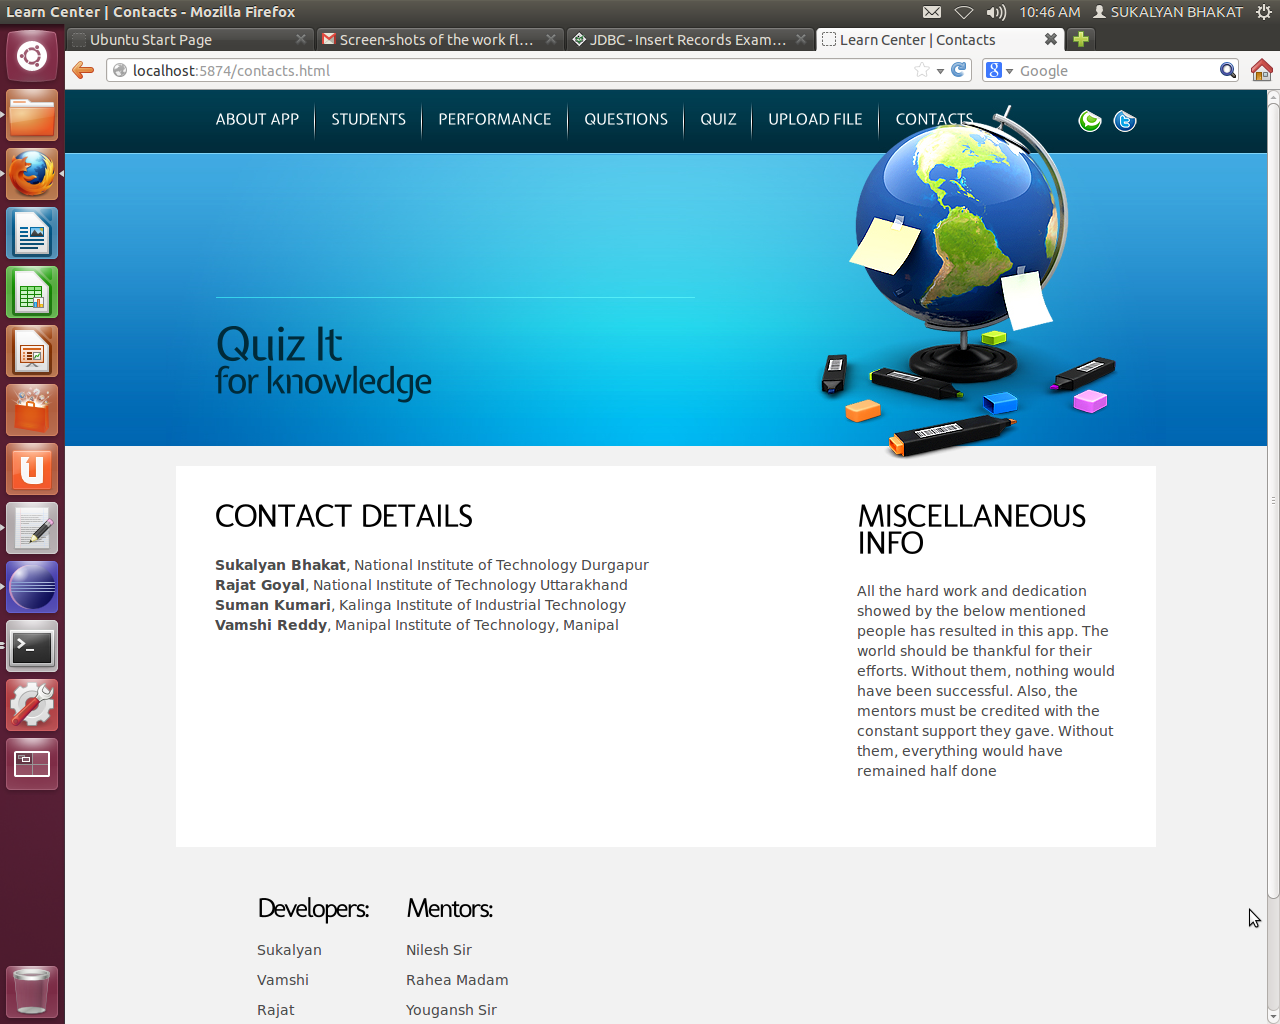 Learn Center | Contacts - Mozilla Firefox
10:46 AM SUKALYAN BHAKAT
Ubuntu Start Page
Screen-shots of the work fl...
JDBC - Insert Records Exam...
Learn Center | Contacts
localhost:5874/contacts.html
Google
ABOUT APP STUDENTS PERFORMANCE QUESTIONS QUIZ UPLOAD FILE CONTACTS
Quiz It
for knowledge
CONTACT DETAILS
Sukalyan Bhakat, National Institute of Technology Durgapur
Rajat Goyal, National Institute of Technology Uttarakhand
Suman Kumari, Kalinga Institute of Industrial Technology
Vamshi Reddy, Manipal Institute of Technology, Manipal
MISCELLANEOUS
INFO
All the hard work and dedication
showed by the below mentioned
people has resulted in this app. The
world should be thankful for their
efforts. Without them, nothing would
have been successful. Also, the
mentors must be credited with the
constant support they gave. Without
them, everything would have
remained half done
Developers:
Sukalyan
Vamshi
Rajat
Mentors:
Nilesh Sir
Rahea Madam
Yougansh Sir